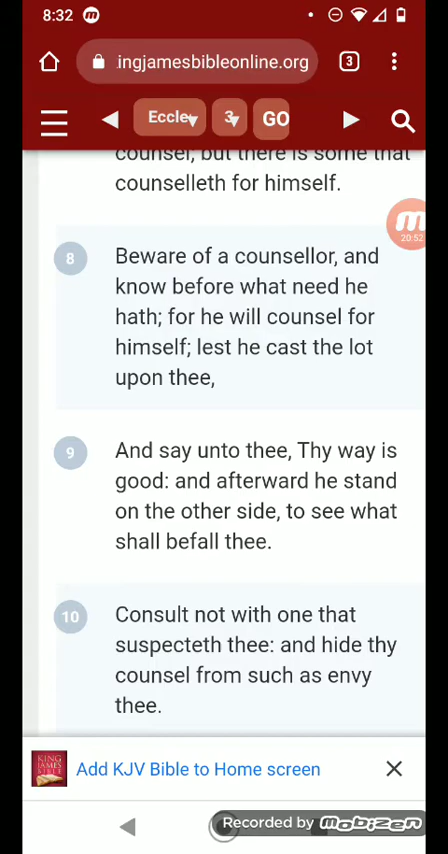 8:32
3
ingjamesbibleonline.org
Eccle
3
GO
counsel, but there is some that
counselleth for himself.
20:52
8
Beware of a counsellor, and
know before what need he
hath; for he will counsel for
himself; lest he cast the lot
upon thee,
9
And say unto thee, Thy way is
good: and afterward he stand
on the other side, to see what
shall befall thee.
10
Consult not with one that
suspecteth thee: and hide thy
counsel from such as envy
thee.
KING
JAMES
BIBLE
Add KJV Bible to Home screen
Recorded by mobizen